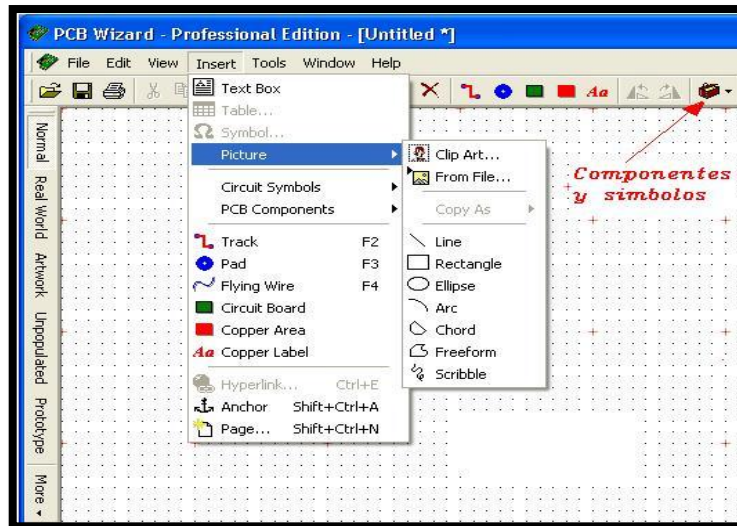 PCB Wizard - Professional Edition - [Untitled *]
File Edit View Insert Tools Window Help
Aa
Normal
Real World
Artwork
Unpopulated
Prototype
More
Text Box
Table...
Symbol...
Picture
Circuit Symbols
PCB Components
Track F2
Pad F3
Flying Wire F4
Circuit Board
Copper Area
Aa Copper Label
Hyperlink... Ctrl+E
Anchor Shift+Ctrl+A
Page... Shift+Ctrl+N
Clip Art...
From File...
Copy As
Line
Rectangle
Ellipse
Arc
Chord
Freeform
Scribble
Componentes
y simbolos